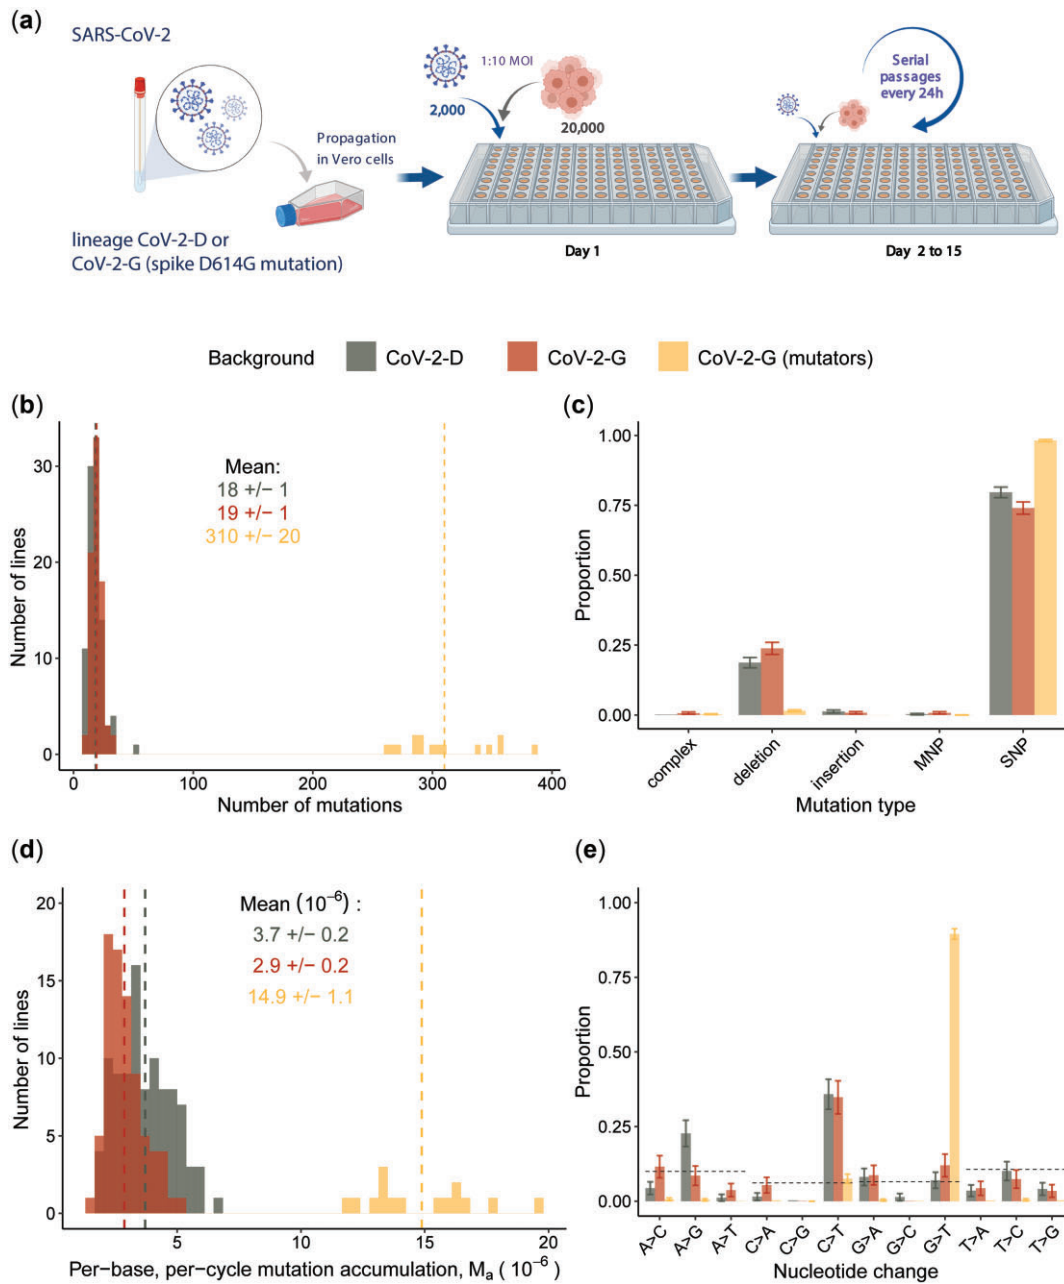 (a)
SARS-CoV-2
Propagation
in Vero cells
lineage CoV-2-D or
CoV-2-G (spike D614G mutation)
1:10 MOI
2,000
20,000
Day 1
Serial
passages
every 24h
Day 2 to 15
Background CoV-2-D CoV-2-G CoV-2-G (mutators)
(b)
Number of lines
30
20
10
0
Mean:
18 +/− 1
19 +/− 1
310 +/− 20
0 100 200 300 400
Number of mutations
(c)
Proportion
1.00
0.75
0.50
0.25
0.00
complex deletion insertion MNP SNP
Mutation type
(d)
Number of lines
20
15
10
5
0
Mean (10⁻⁶) :
3.7 +/− 0.2
2.9 +/− 0.2
14.9 +/− 1.1
5 10 15 20
Per−base, per−cycle mutation accumulation, Mₐ ( 10⁻⁶)
(e)
Proportion
1.00
0.75
0.50
0.25
0.00
A>C A>G A>T C>A C>G C>T G>A G>C G>T T>A T>C T>G
Nucleotide change